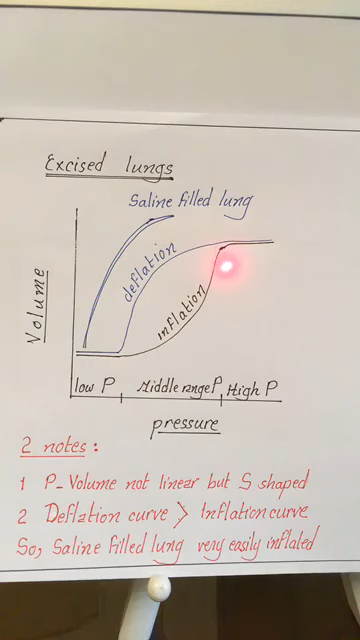 Excised lungs
Saline filled lung
deflation
inflation
Volume
low P Middle range P High P
pressure
2 notes :
1 P_Volume not linear but S shaped
2 Deflation curve > Inflation curve
So, Saline filled lung very easily inflated